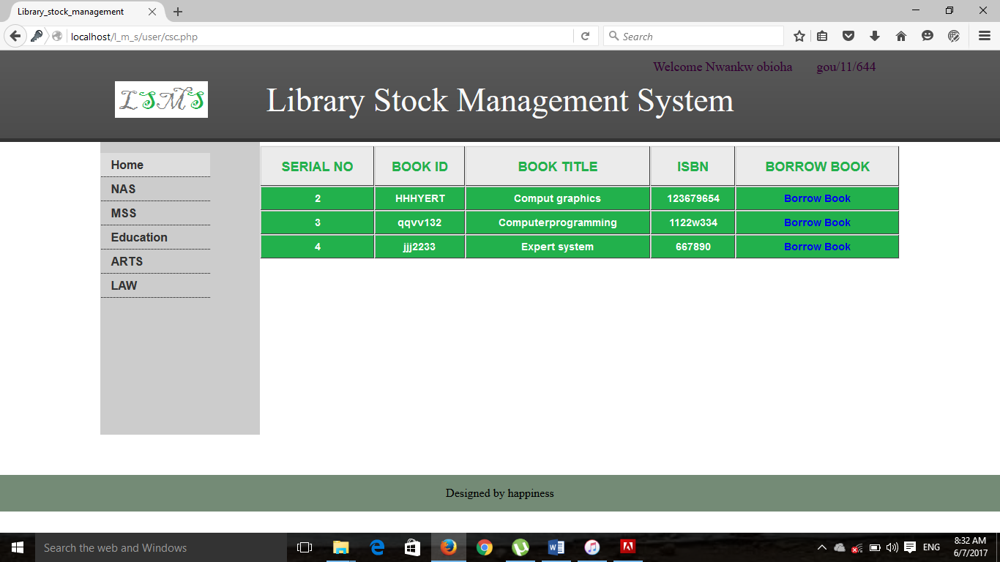 Library_stock_management
localhost/l_m_s/user/csc.php
Search
Welcome Nwankw obioha gou/11/644
LSMS
Library Stock Management System
Home
NAS
MSS
Education
ARTS
LAW
SERIAL NO BOOK ID BOOK TITLE ISBN BORROW BOOK
2 HHHYERT Comput graphics 123679654 Borrow Book
3 qqvv132 Computerprogramming 1122w334 Borrow Book
4 jjj2233 Expert system 667890 Borrow Book
Designed by happiness
Search the web and Windows
ENG
8:32 AM
6/7/2017